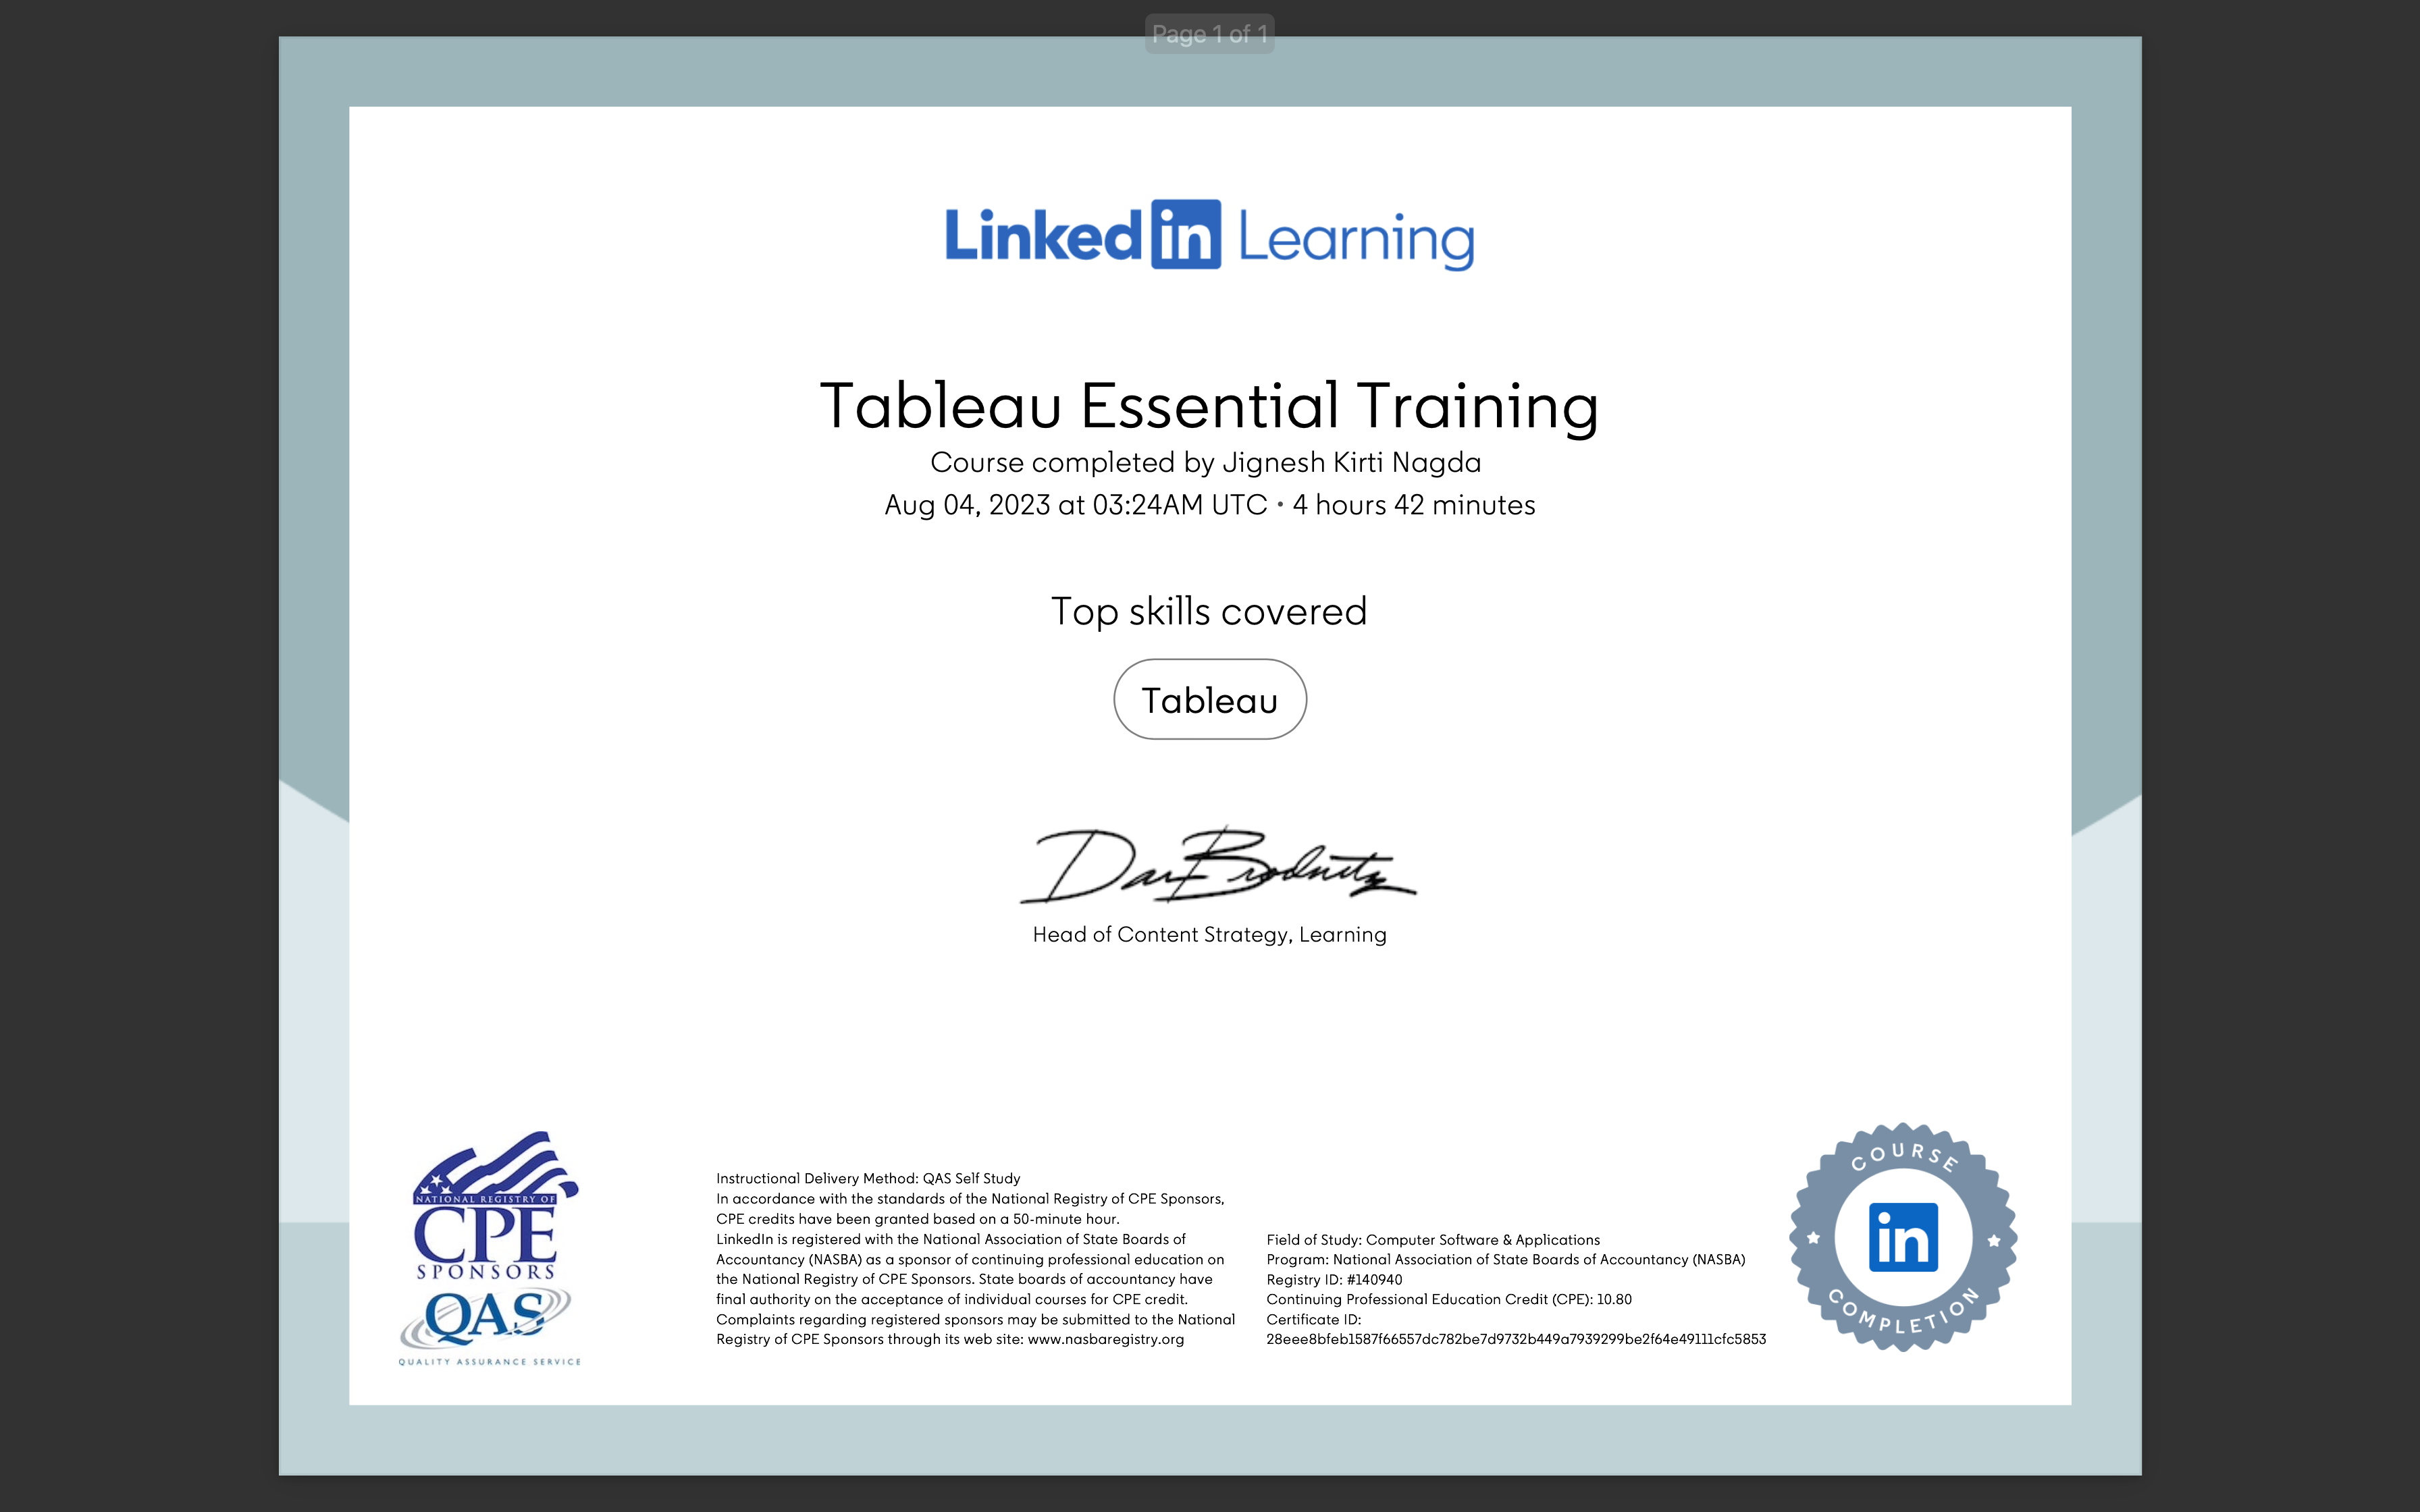 Page 1 of 1
Linked in Learning
Tableau Essential Training
Course completed by Jignesh Kirti Nagda
Aug 04, 2023 at 03:24AM UTC • 4 hours 42 minutes
Top skills covered
Tableau
Dan Brodnitz
Head of Content Strategy, Learning
NATIONAL REGISTRY OF
CPE
SPONSORS
QAS
QUALITY ASSURANCE SERVICE
Instructional Delivery Method: QAS Self Study
In accordance with the standards of the National Registry of CPE Sponsors,
CPE credits have been granted based on a 50-minute hour.
LinkedIn is registered with the National Association of State Boards of
Accountancy (NASBA) as a sponsor of continuing professional education on
the National Registry of CPE Sponsors. State boards of accountancy have
final authority on the acceptance of individual courses for CPE credit.
Complaints regarding registered sponsors may be submitted to the National
Registry of CPE Sponsors through its web site: www.nasbaregistry.org
Field of Study: Computer Software & Applications
Program: National Association of State Boards of Accountancy (NASBA)
Registry ID: #140940
Continuing Professional Education Credit (CPE): 10.80
Certificate ID:
28eee8bfeb1587f66557dc782be7d9732b449a7939299be2f64e49111cfc5853
COURSE
in
COMPLETION